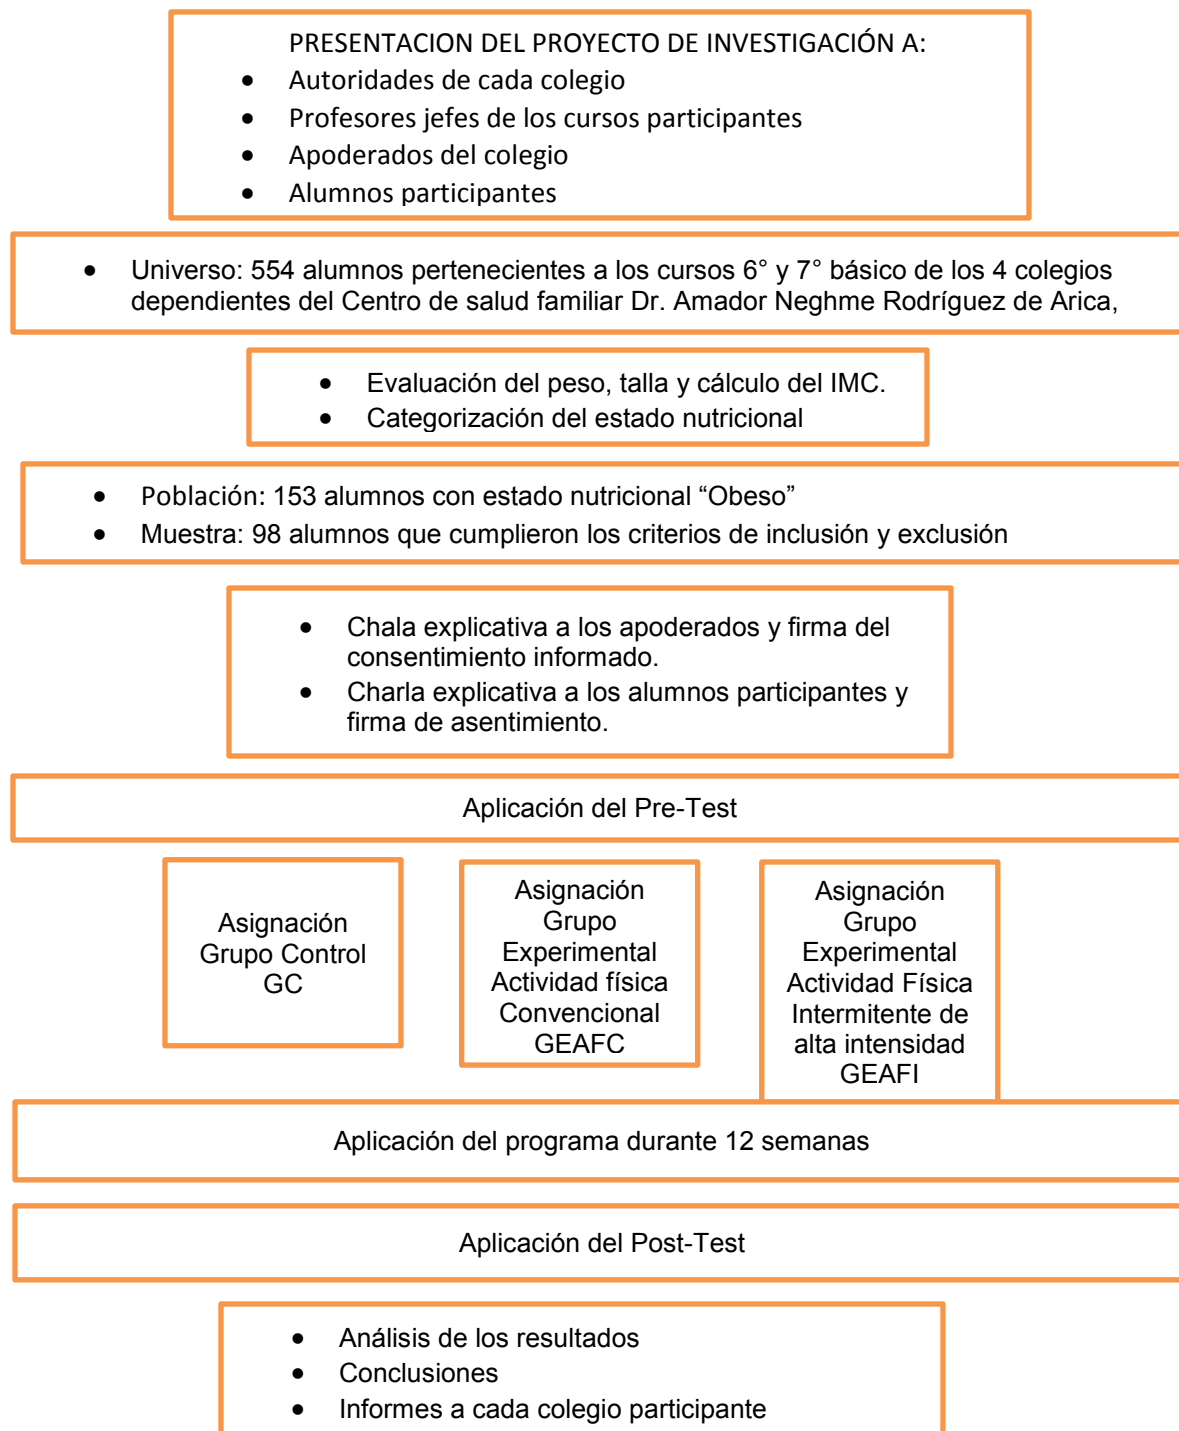 PRESENTACION DEL PROYECTO DE INVESTIGACIÓN A:
• Autoridades de cada colegio
• Profesores jefes de los cursos participantes
• Apoderados del colegio
• Alumnos participantes
• Universo: 554 alumnos pertenecientes a los cursos 6° y 7° básico de los 4 colegios
dependientes del Centro de salud familiar Dr. Amador Neghme Rodríguez de Arica,
• Evaluación del peso, talla y cálculo del IMC.
• Categorización del estado nutricional
• Población: 153 alumnos con estado nutricional “Obeso”
• Muestra: 98 alumnos que cumplieron los criterios de inclusión y exclusión
• Chala explicativa a los apoderados y firma del
consentimiento informado.
• Charla explicativa a los alumnos participantes y
firma de asentimiento.
Aplicación del Pre-Test
Asignación
Grupo Control
GC
Asignación
Grupo
Experimental
Actividad física
Convencional
GEAFC
Asignación
Grupo
Experimental
Actividad Física
Intermitente de
alta intensidad
GEAFI
Aplicación del programa durante 12 semanas
Aplicación del Post-Test
• Análisis de los resultados
• Conclusiones
• Informes a cada colegio participante